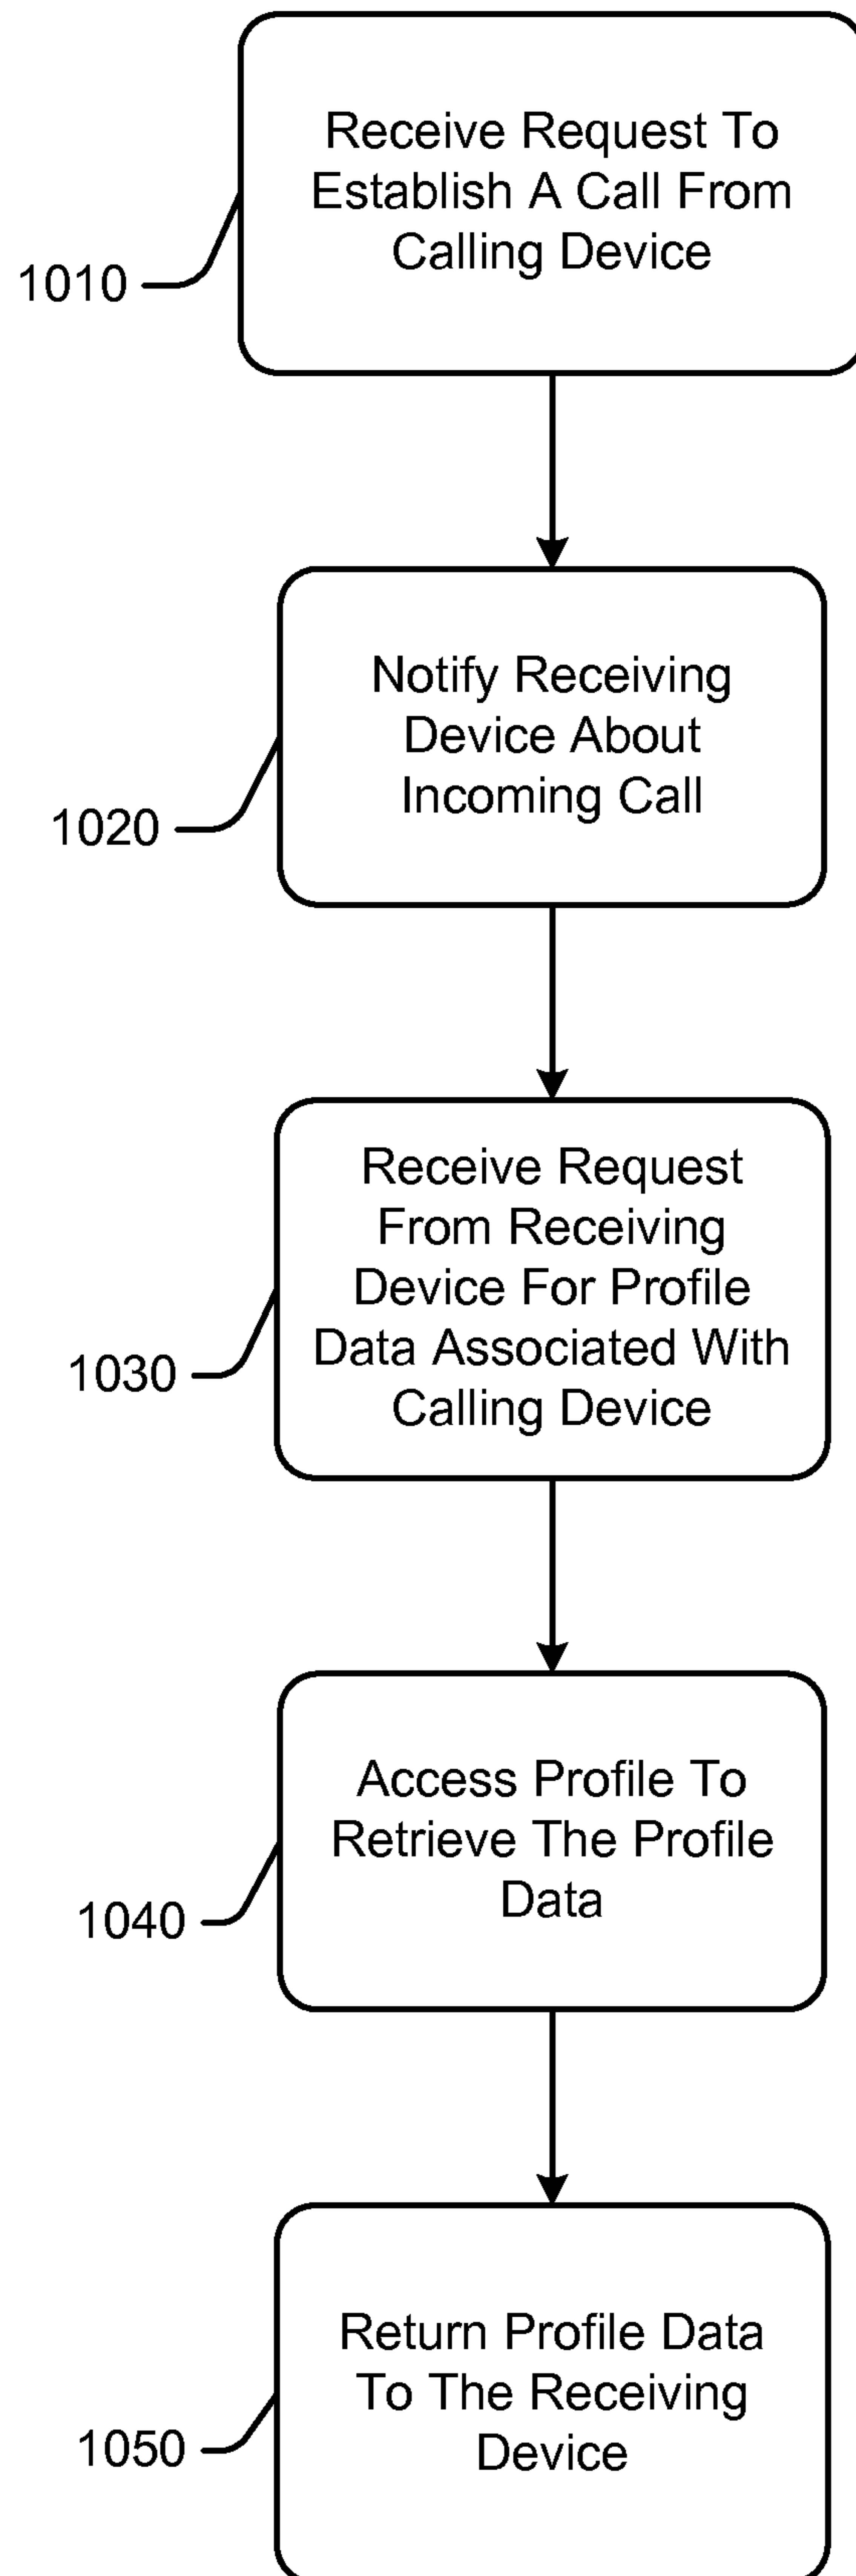 Receive Request To
Establish A Call From
Calling Device
1010
Notify Receiving
Device About
Incoming Call
1020
Receive Request
From Receiving
Device For Profile
Data Associated With
Calling Device
1030
Access Profile To
Retrieve The Profile
Data
1040
Return Profile Data
To The Receiving
Device
1050